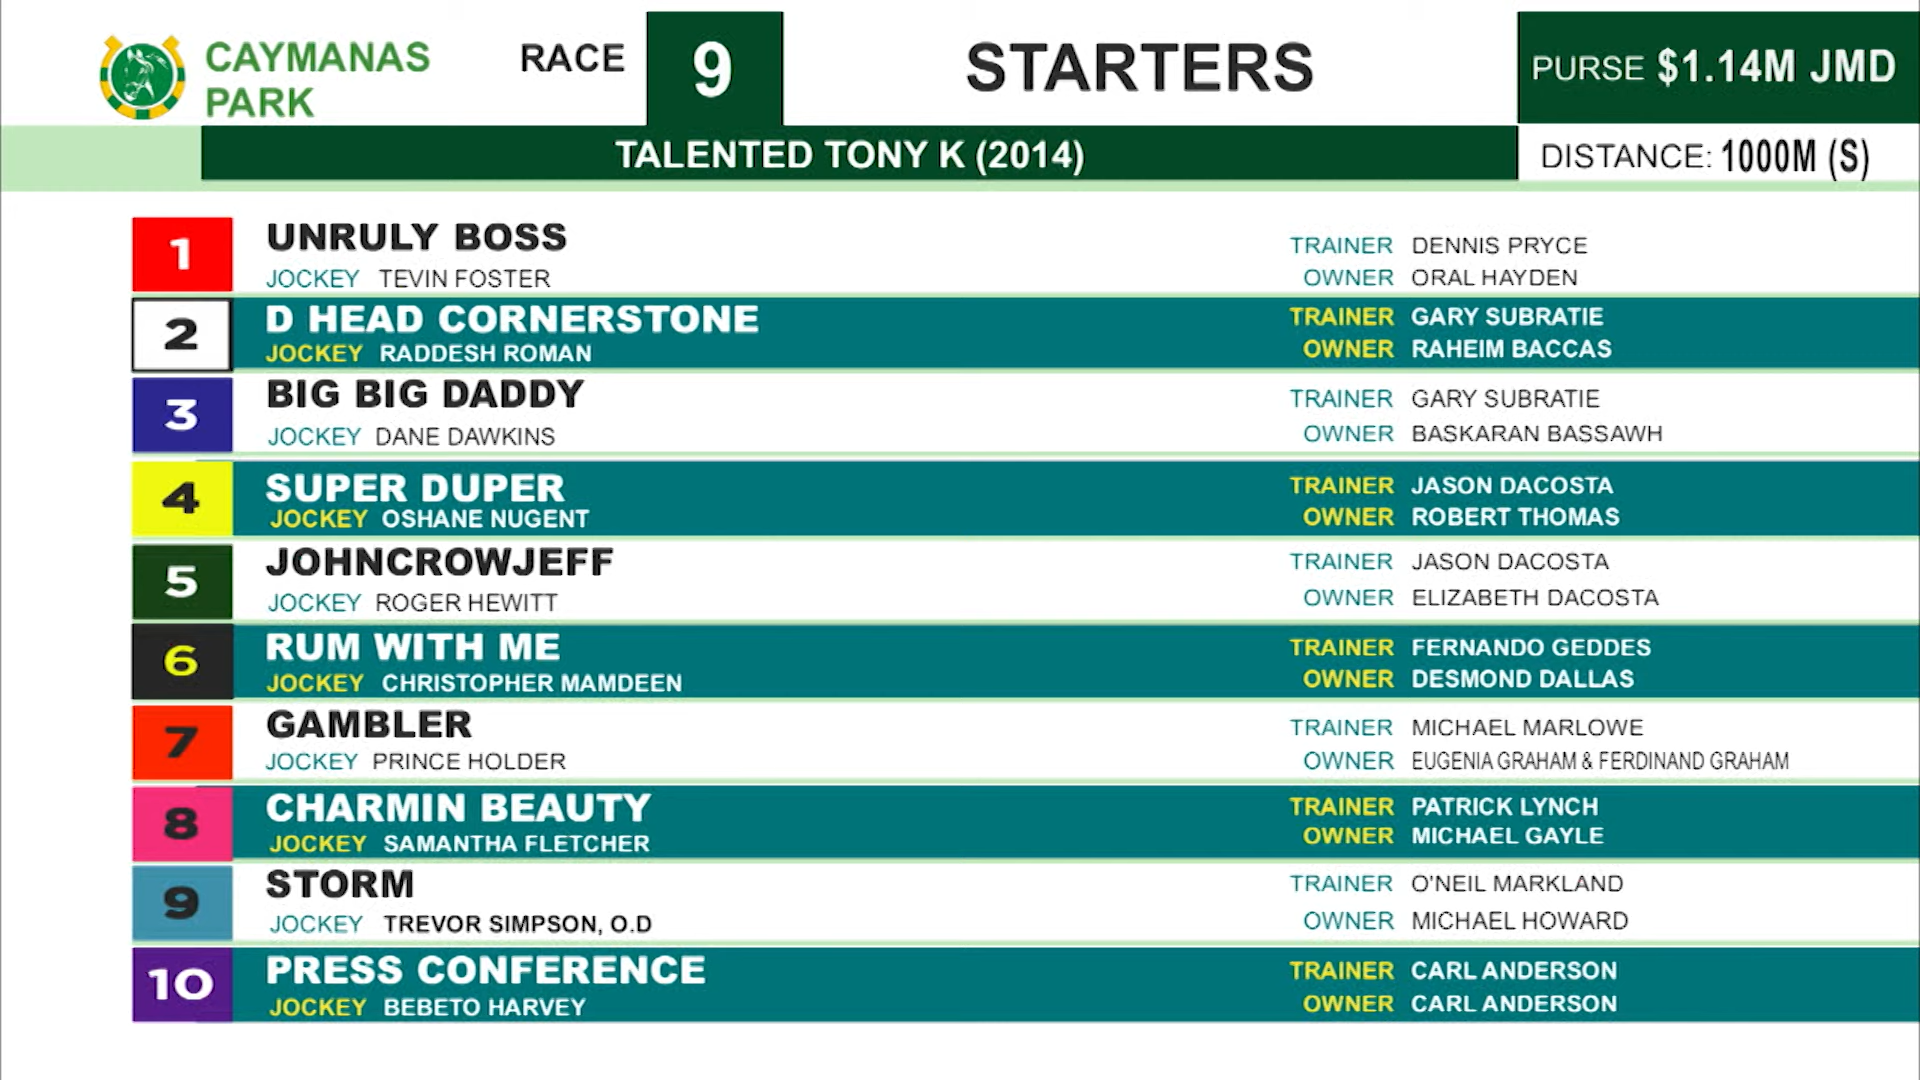 CAYMANAS PARK
RACE 9
STARTERS
PURSE $1.14M JMD
TALENTED TONY K (2014)
DISTANCE: 1000M (S)
1 UNRULY BOSS
JOCKEY TEVIN FOSTER
TRAINER DENNIS PRYCE
OWNER ORAL HAYDEN
2 D HEAD CORNERSTONE
JOCKEY RADDESH ROMAN
TRAINER GARY SUBRATIE
OWNER RAHEIM BACCAS
3 BIG BIG DADDY
JOCKEY DANE DAWKINS
TRAINER GARY SUBRATIE
OWNER BASKARAN BASSAWH
4 SUPER DUPER
JOCKEY OSHANE NUGENT
TRAINER JASON DACOSTA
OWNER ROBERT THOMAS
5 JOHNCROWJEFF
JOCKEY ROGER HEWITT
TRAINER JASON DACOSTA
OWNER ELIZABETH DACOSTA
6 RUM WITH ME
JOCKEY CHRISTOPHER MAMDEEN
TRAINER FERNANDO GEDDES
OWNER DESMOND DALLAS
7 GAMBLER
JOCKEY PRINCE HOLDER
TRAINER MICHAEL MARLOWE
OWNER EUGENIA GRAHAM & FERDINAND GRAHAM
8 CHARMIN BEAUTY
JOCKEY SAMANTHA FLETCHER
TRAINER PATRICK LYNCH
OWNER MICHAEL GAYLE
9 STORM
JOCKEY TREVOR SIMPSON, O.D
TRAINER O'NEIL MARKLAND
OWNER MICHAEL HOWARD
10 PRESS CONFERENCE
JOCKEY BEBETO HARVEY
TRAINER CARL ANDERSON
OWNER CARL ANDERSON